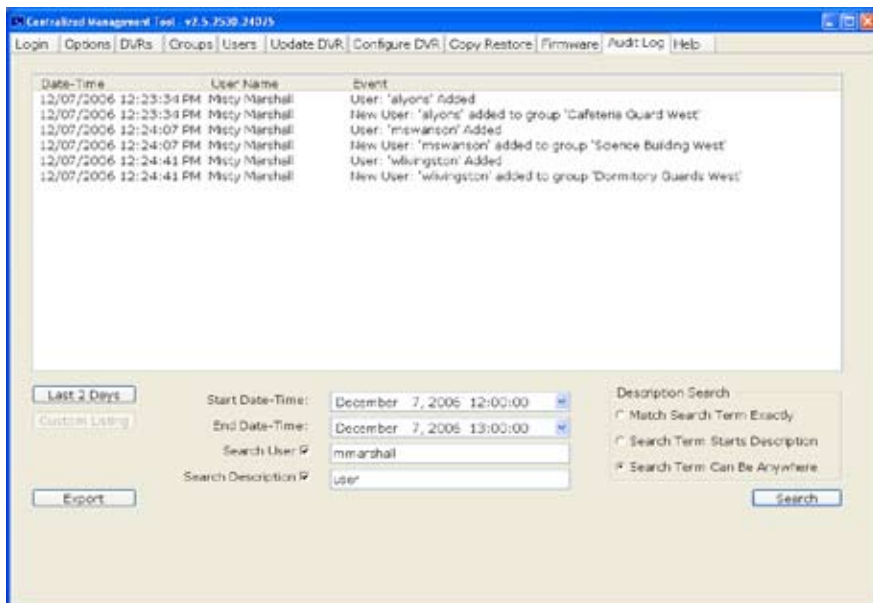 Centralized Management Tool - v2.5.2530.24075
Login Options DVRs Groups Users Update DVR Configure DVR Copy Restore Firmware Audit Log Help
Date-Time User Name Event
12/07/2006 12:23:34 PM Misty Marshall User: 'alyons' Added
12/07/2006 12:23:34 PM Misty Marshall New User: 'alyons' added to group 'Cafeteria Guard West'
12/07/2006 12:24:07 PM Misty Marshall User: 'mswanson' Added
12/07/2006 12:24:07 PM Misty Marshall New User: 'mswanson' added to group 'Science Building West'
12/07/2006 12:24:41 PM Misty Marshall User: 'wlivingston' Added
12/07/2006 12:24:41 PM Misty Marshall New User: 'wlivingston' added to group 'Dormitory Guards West'
Last 2 Days
Custom Listing
Export
Start Date-Time: December 7, 2006 12:00:00
End Date-Time: December 7, 2006 13:00:00
Search User mmarshall
Search Description user
Description Search
Match Search Term Exactly
Search Term Starts Description
Search Term Can Be Anywhere
Search